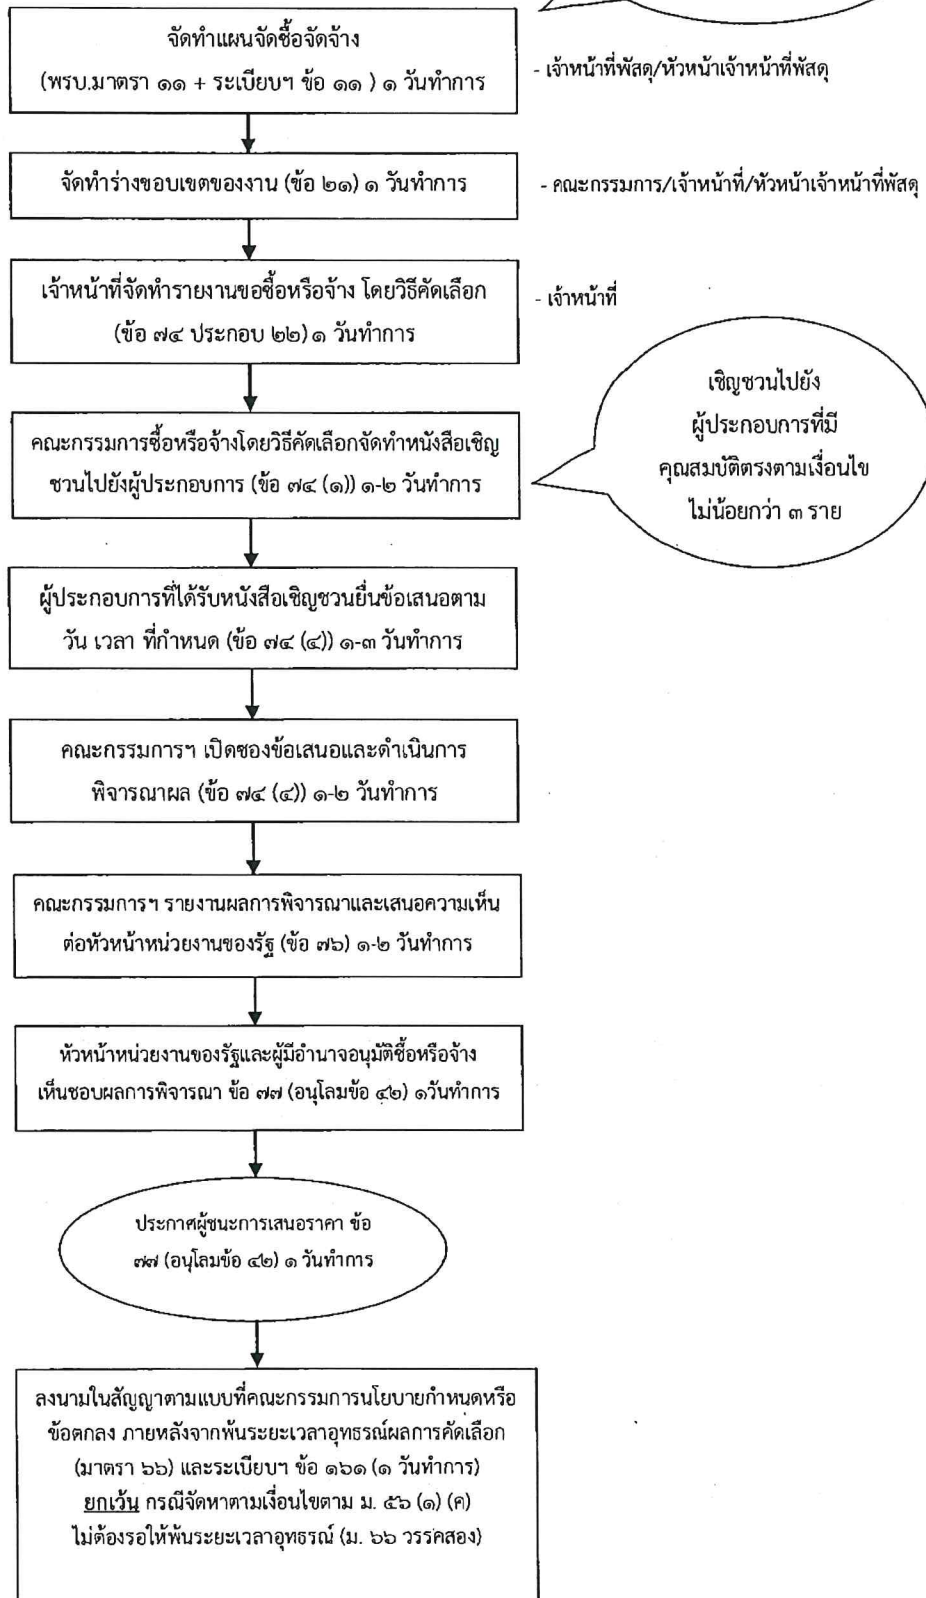 จัดทำแผนจัดซื้อจัดจ้าง
(พรบ.มาตรา ๑๑ + ระเบียบฯ ข้อ ๑๑ ) ๑ วันทำการ
- เจ้าหน้าที่พัสดุ/หัวหน้าเจ้าหน้าที่พัสดุ
จัดทำร่างขอบเขตของงาน (ข้อ ๒๑) ๑ วันทำการ
- คณะกรรมการ/เจ้าหน้าที่/หัวหน้าเจ้าหน้าที่พัสดุ
เจ้าหน้าที่จัดทำรายงานขอซื้อหรือจ้าง โดยวิธีคัดเลือก
(ข้อ ๗๔ ประกอบ ๒๒) ๑ วันทำการ
- เจ้าหน้าที่
คณะกรรมการซื้อหรือจ้างโดยวิธีคัดเลือกจัดทำหนังสือเชิญ
ชวนไปยังผู้ประกอบการ (ข้อ ๗๔ (๑)) ๑-๒ วันทำการ
เชิญชวนไปยัง
ผู้ประกอบการที่มี
คุณสมบัติตรงตามเงื่อนไข
ไม่น้อยกว่า ๓ ราย
ผู้ประกอบการที่ได้รับหนังสือเชิญชวนยื่นข้อเสนอตาม
วัน เวลา ที่กำหนด (ข้อ ๗๔ (๔)) ๑-๓ วันทำการ
คณะกรรมการฯ เปิดซองข้อเสนอและดำเนินการ
พิจารณาผล (ข้อ ๗๔ (๔)) ๑-๒ วันทำการ
คณะกรรมการฯ รายงานผลการพิจารณาและเสนอความเห็น
ต่อหัวหน้าหน่วยงานของรัฐ (ข้อ ๗๖) ๑-๒ วันทำการ
หัวหน้าหน่วยงานของรัฐและผู้มีอำนาจอนุมัติซื้อหรือจ้าง
เห็นชอบผลการพิจารณา ข้อ ๗๗ (อนุโลมข้อ ๔๒) ๑วันทำการ
ประกาศผู้ชนะการเสนอราคา ข้อ
๗๗ (อนุโลมข้อ ๔๒) ๑ วันทำการ
ลงนามในสัญญาตามแบบที่คณะกรรมการนโยบายกำหนดหรือ
ข้อตกลง ภายหลังจากพ้นระยะเวลาอุทธรณ์ผลการคัดเลือก
(มาตรา ๖๖) และระเบียบฯ ข้อ ๑๖๑ (๑ วันทำการ)
ยกเว้น กรณีจัดหาตามเงื่อนไขตาม ม. ๕๖ (๑) (ค)
ไม่ต้องรอให้พ้นระยะเวลาอุทธรณ์ (ม. ๖๖ วรรคสอง)